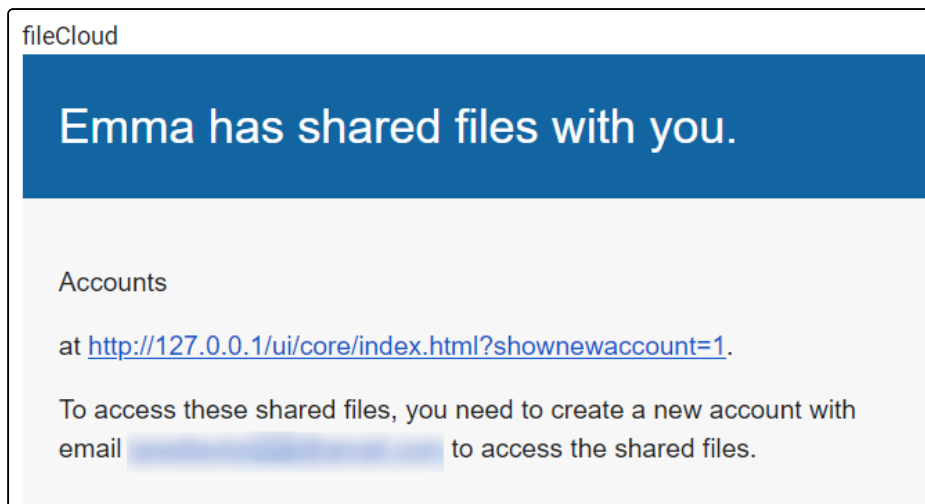 fileCloud
Emma has shared files with you.
Accounts
at http://127.0.0.1/ui/core/index.html?shownewaccount=1.
To access these shared files, you need to create a new account with
email to access the shared files.